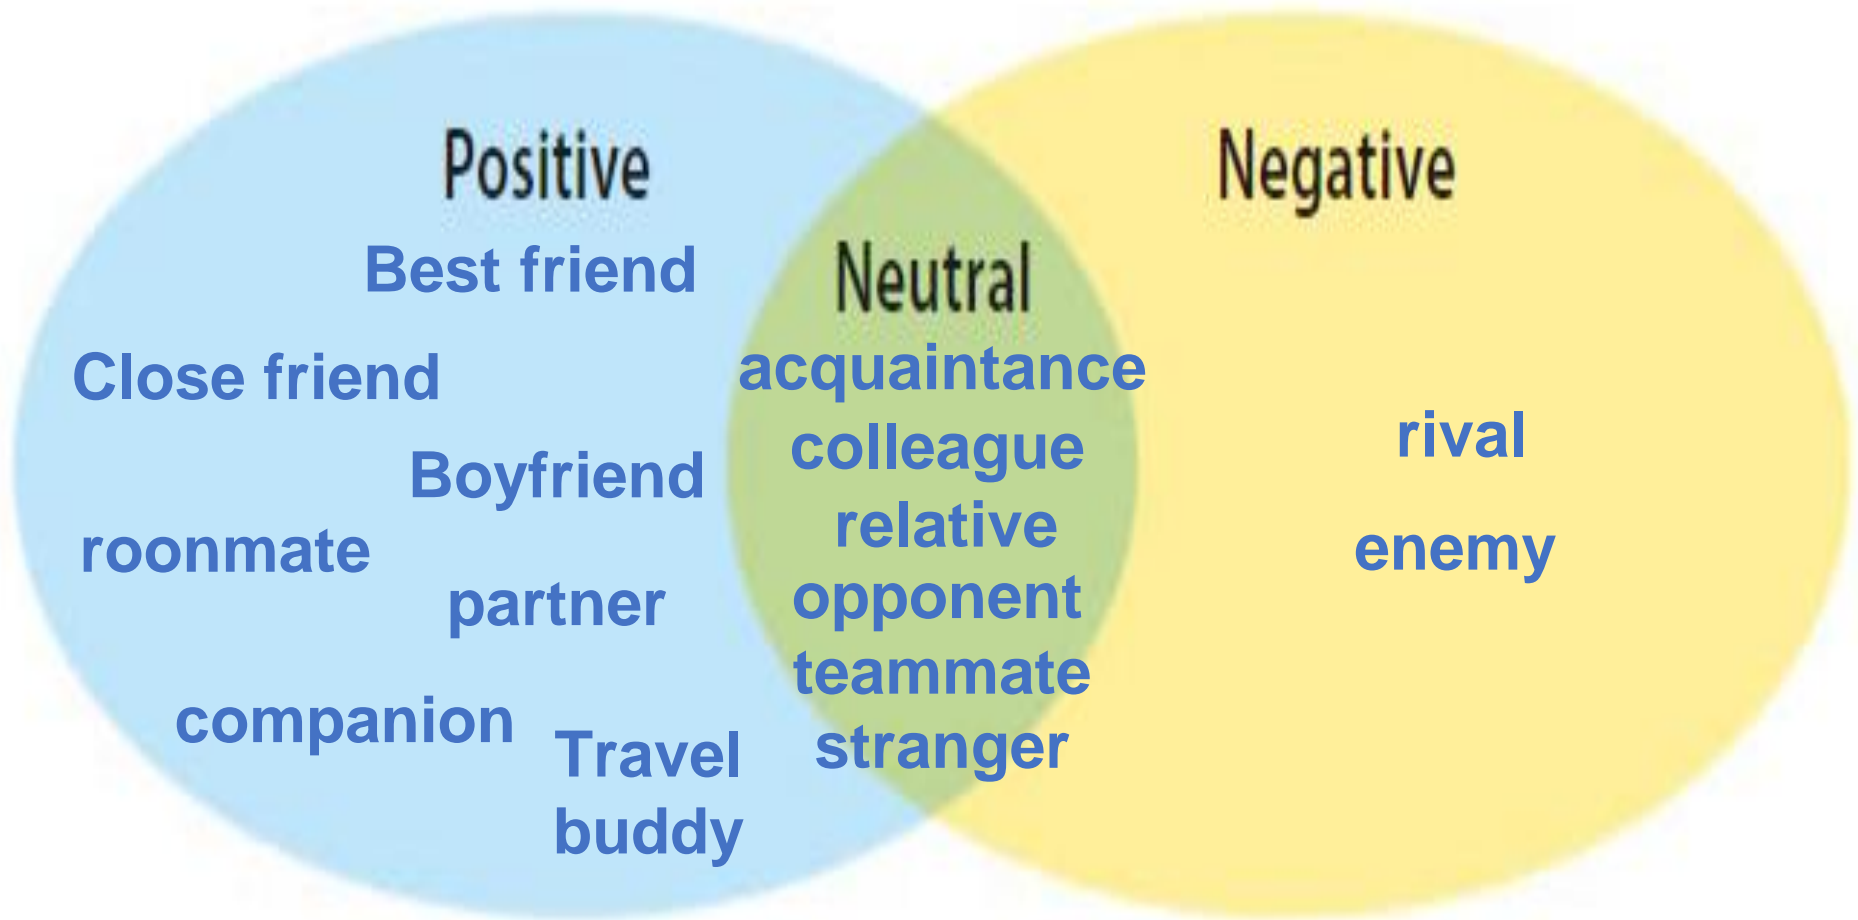 Positive
Best friend
Close friend
Boyfriend
roonmate
partner
companion
Travel
buddy
Neutral
acquaintance
colleague
relative
opponent
teammate
stranger
Negative
rival
enemy